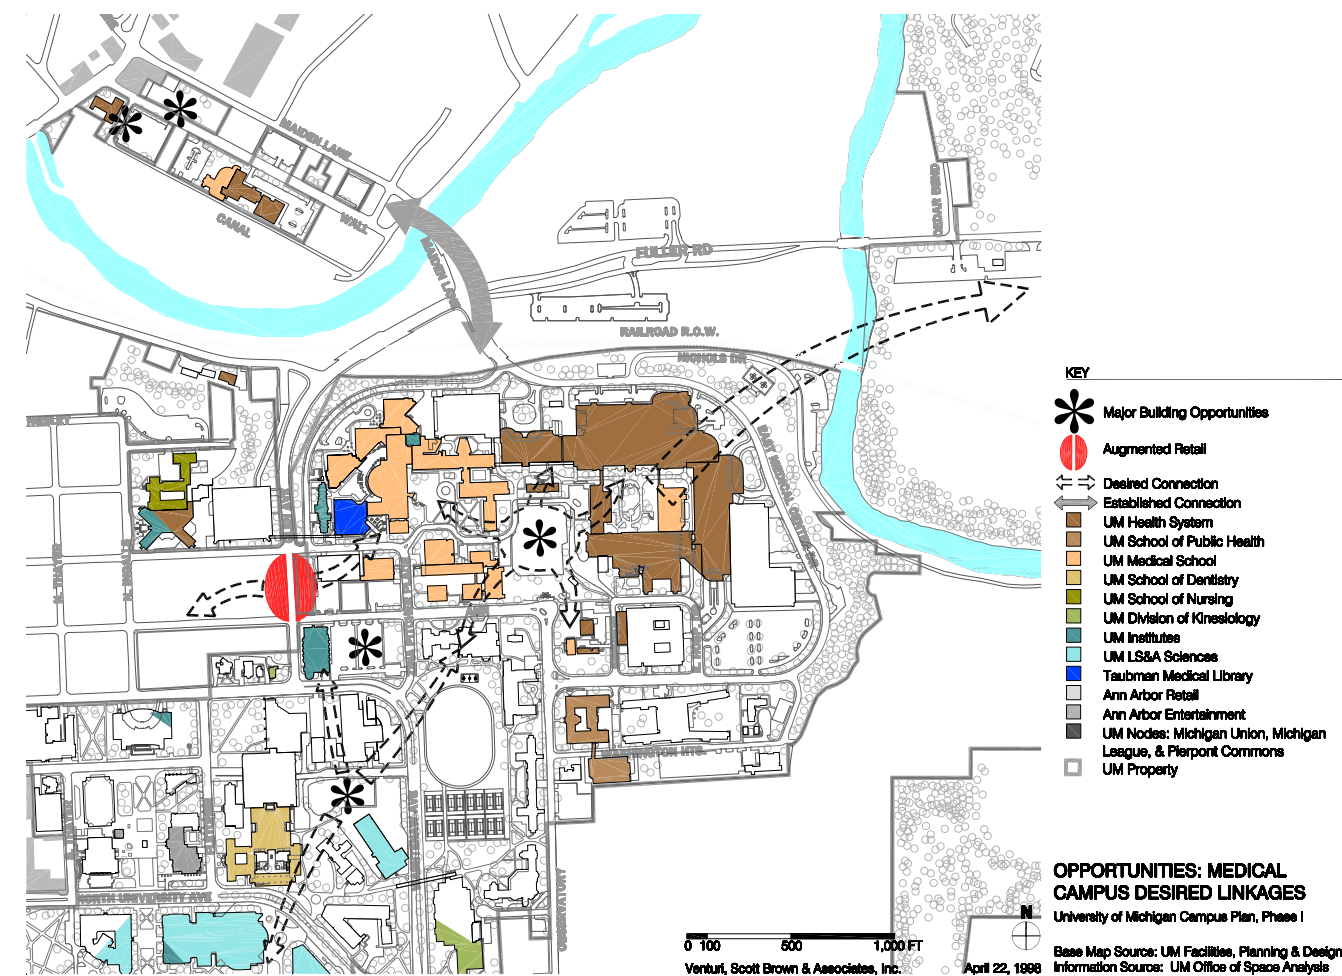 MAIDEN LANE
WALL
CANAL
MAIDEN LANE
FULLER RD
CEDAR BEND
RAILROAD R.O.W.
NICHOLS DR
EAST MEDICAL CENTER DR
NORTH UNIVERSITY AVE
OBSERVATORY
KEY
Major Building Opportunities
Augmented Retail
Desired Connection
Established Connection
UM Health System
UM School of Public Health
UM Medical School
UM School of Dentistry
UM School of Nursing
UM Division of Kinesiology
UM Institutes
UM LS&A Sciences
Taubman Medical Library
Ann Arbor Retail
Ann Arbor Entertainment
UM Nodes: Michigan Union, Michigan
League, & Pierpont Commons
UM Property
OPPORTUNITIES: MEDICAL
CAMPUS DESIRED LINKAGES
University of Michigan Campus Plan, Phase I
N
Base Map Source: UM Facilities, Planning & Design
Information Source: UM Office of Space Analysis
0 100 500 1,000 FT
Venturi, Scott Brown & Associates, Inc.
April 22, 1998